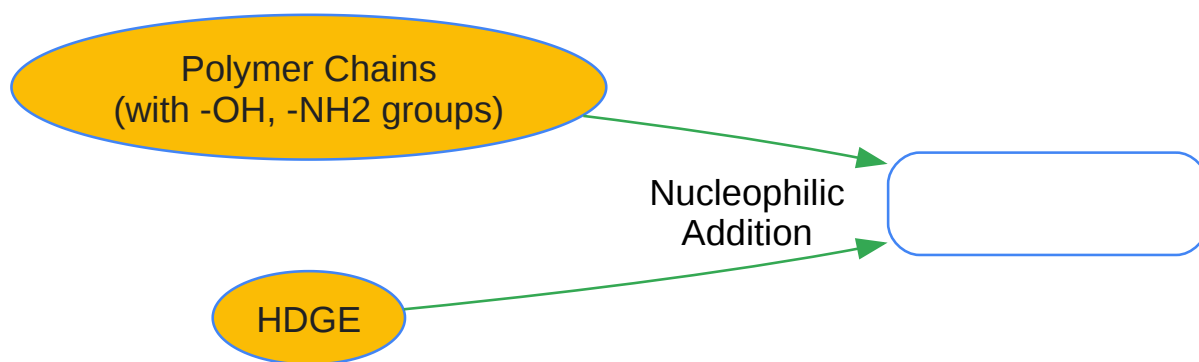 Polymer Chains
(with -OH, -NH2 groups)
Nucleophilic
Addition
HDGE